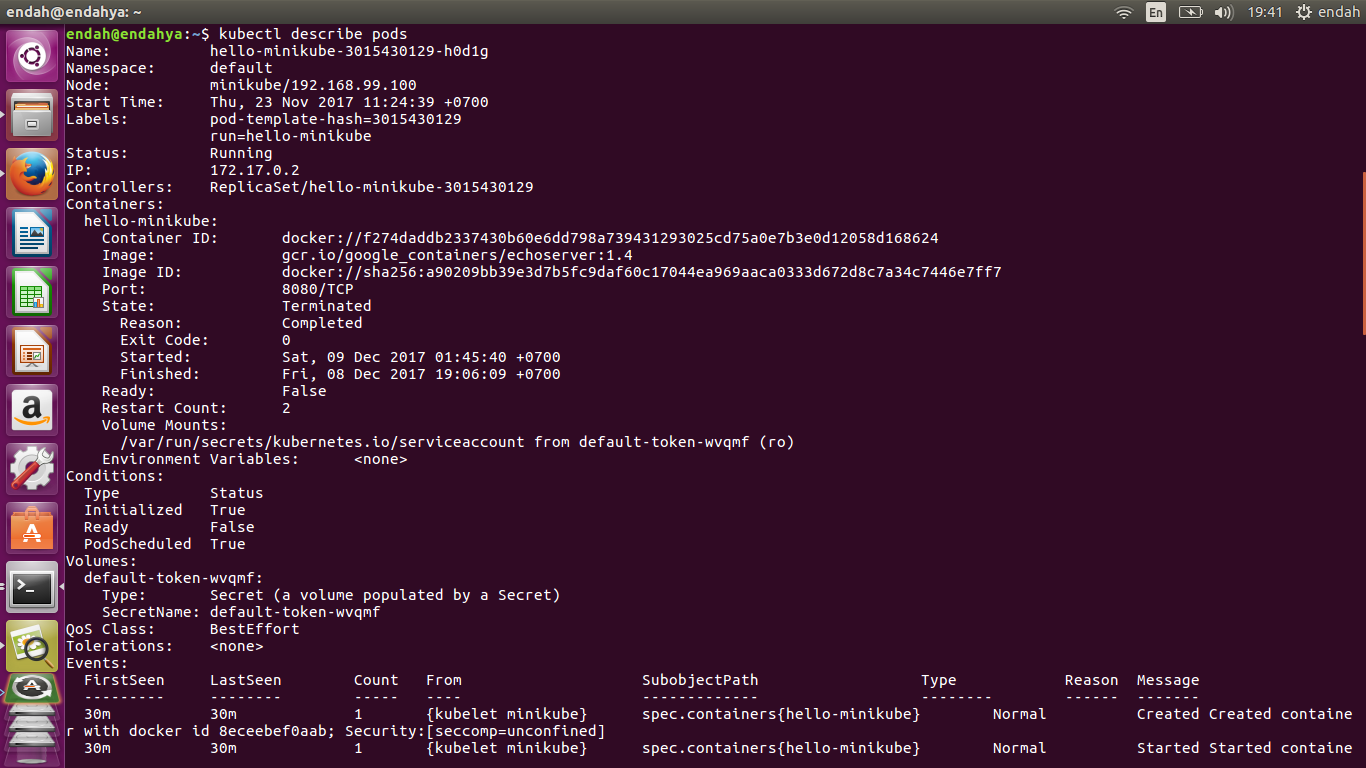 endah@endahya: ~
En
19:41
endah
endah@endahya:~$ kubectl describe pods
Name: hello-minikube-3015430129-h0d1g
Namespace: default
Node: minikube/192.168.99.100
Start Time: Thu, 23 Nov 2017 11:24:39 +0700
Labels: pod-template-hash=3015430129
run=hello-minikube
Status: Running
IP: 172.17.0.2
Controllers: ReplicaSet/hello-minikube-3015430129
Containers:
hello-minikube:
Container ID: docker://f274daddb2337430b60e6dd798a739431293025cd75a0e7b3e0d12058d168624
Image: gcr.io/google_containers/echoserver:1.4
Image ID: docker://sha256:a90209bb39e3d7b5fc9daf60c17044ea969aaca0333d672d8c7a34c7446e7ff7
Port: 8080/TCP
State: Terminated
Reason: Completed
Exit Code: 0
Started: Sat, 09 Dec 2017 01:45:40 +0700
Finished: Fri, 08 Dec 2017 19:06:09 +0700
Ready: False
Restart Count: 2
Volume Mounts:
/var/run/secrets/kubernetes.io/serviceaccount from default-token-wvqmf (ro)
Environment Variables: <none>
Conditions:
Type Status
Initialized True
Ready False
PodScheduled True
Volumes:
default-token-wvqmf:
Type: Secret (a volume populated by a Secret)
SecretName: default-token-wvqmf
QoS Class: BestEffort
Tolerations: <none>
Events:
FirstSeen LastSeen Count From SubobjectPath Type Reason Message
--------- -------- ----- ---- ------------- -------- ------ -------
30m 30m 1 {kubelet minikube} spec.containers{hello-minikube} Normal Created Created containe
r with docker id 8eceebef0aab; Security:[seccomp=unconfined]
30m 30m 1 {kubelet minikube} spec.containers{hello-minikube} Normal Started Started containe